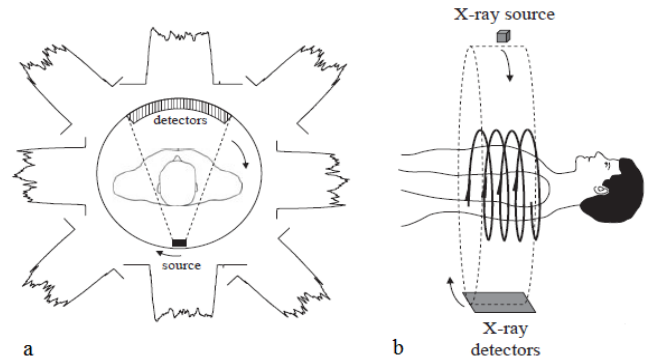 detectors
source
a
X-ray source
X-ray
detectors
b